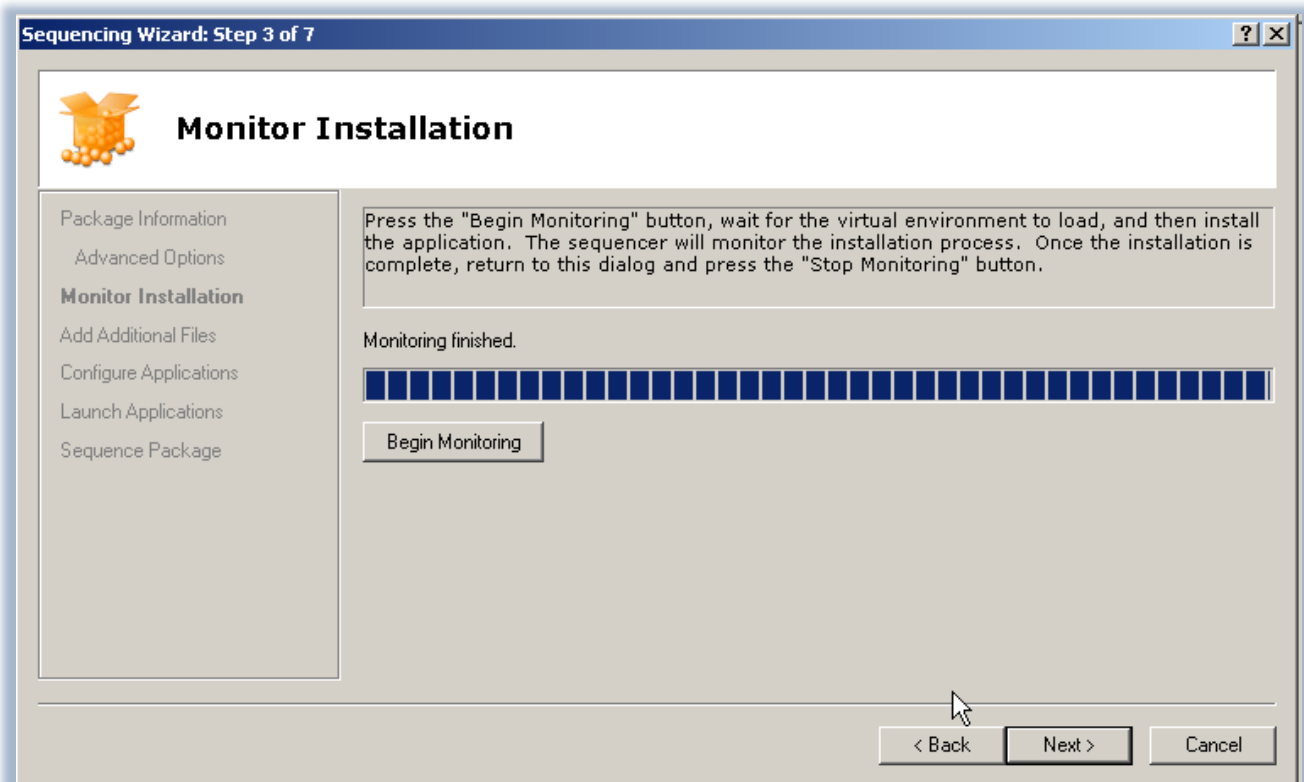 Sequencing Wizard: Step 3 of 7
Monitor Installation
Package Information
Advanced Options
Monitor Installation
Add Additional Files
Configure Applications
Launch Applications
Sequence Package
Press the "Begin Monitoring" button, wait for the virtual environment to load, and then install
the application.  The sequencer will monitor the installation process.  Once the installation is
complete, return to this dialog and press the "Stop Monitoring" button.
Monitoring finished.
Begin Monitoring
< Back
Next >
Cancel